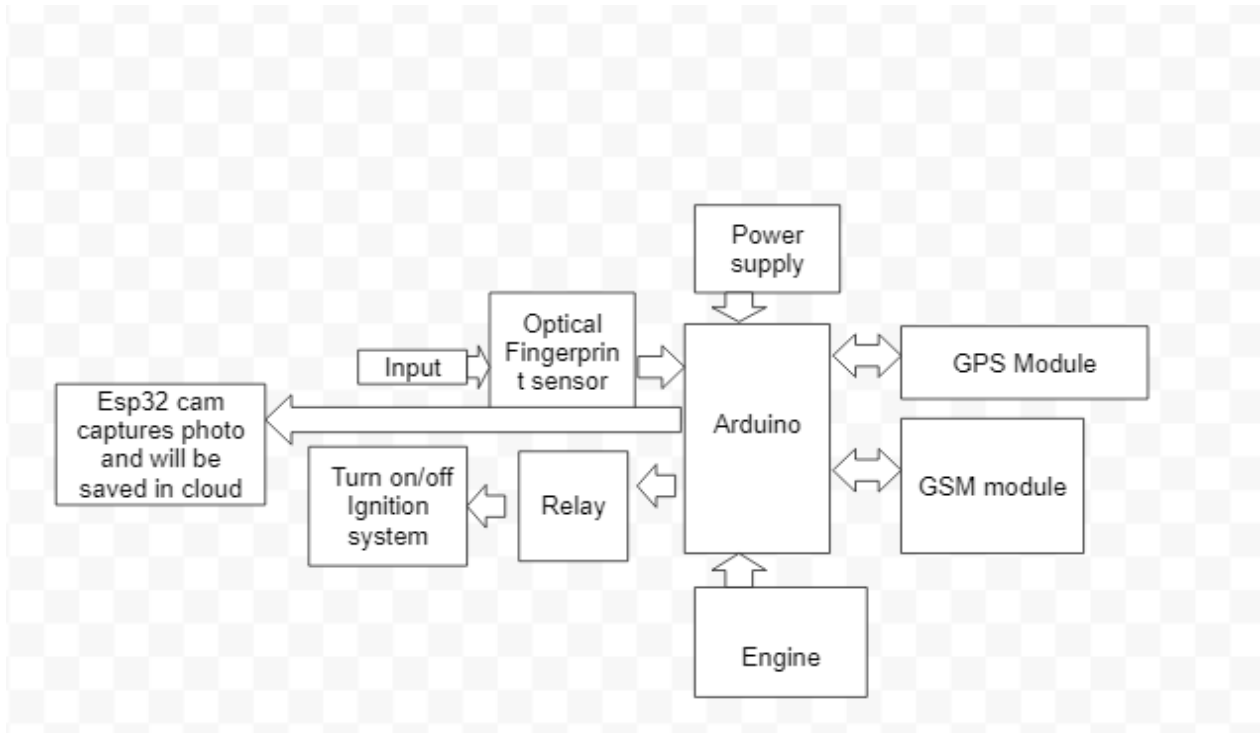 Power
supply
Optical
Fingerprin
t sensor
Input
GPS Module
Esp32 cam
captures photo
and will be
saved in cloud
Arduino
Turn on/off
Ignition
system
Relay
GSM module
Engine